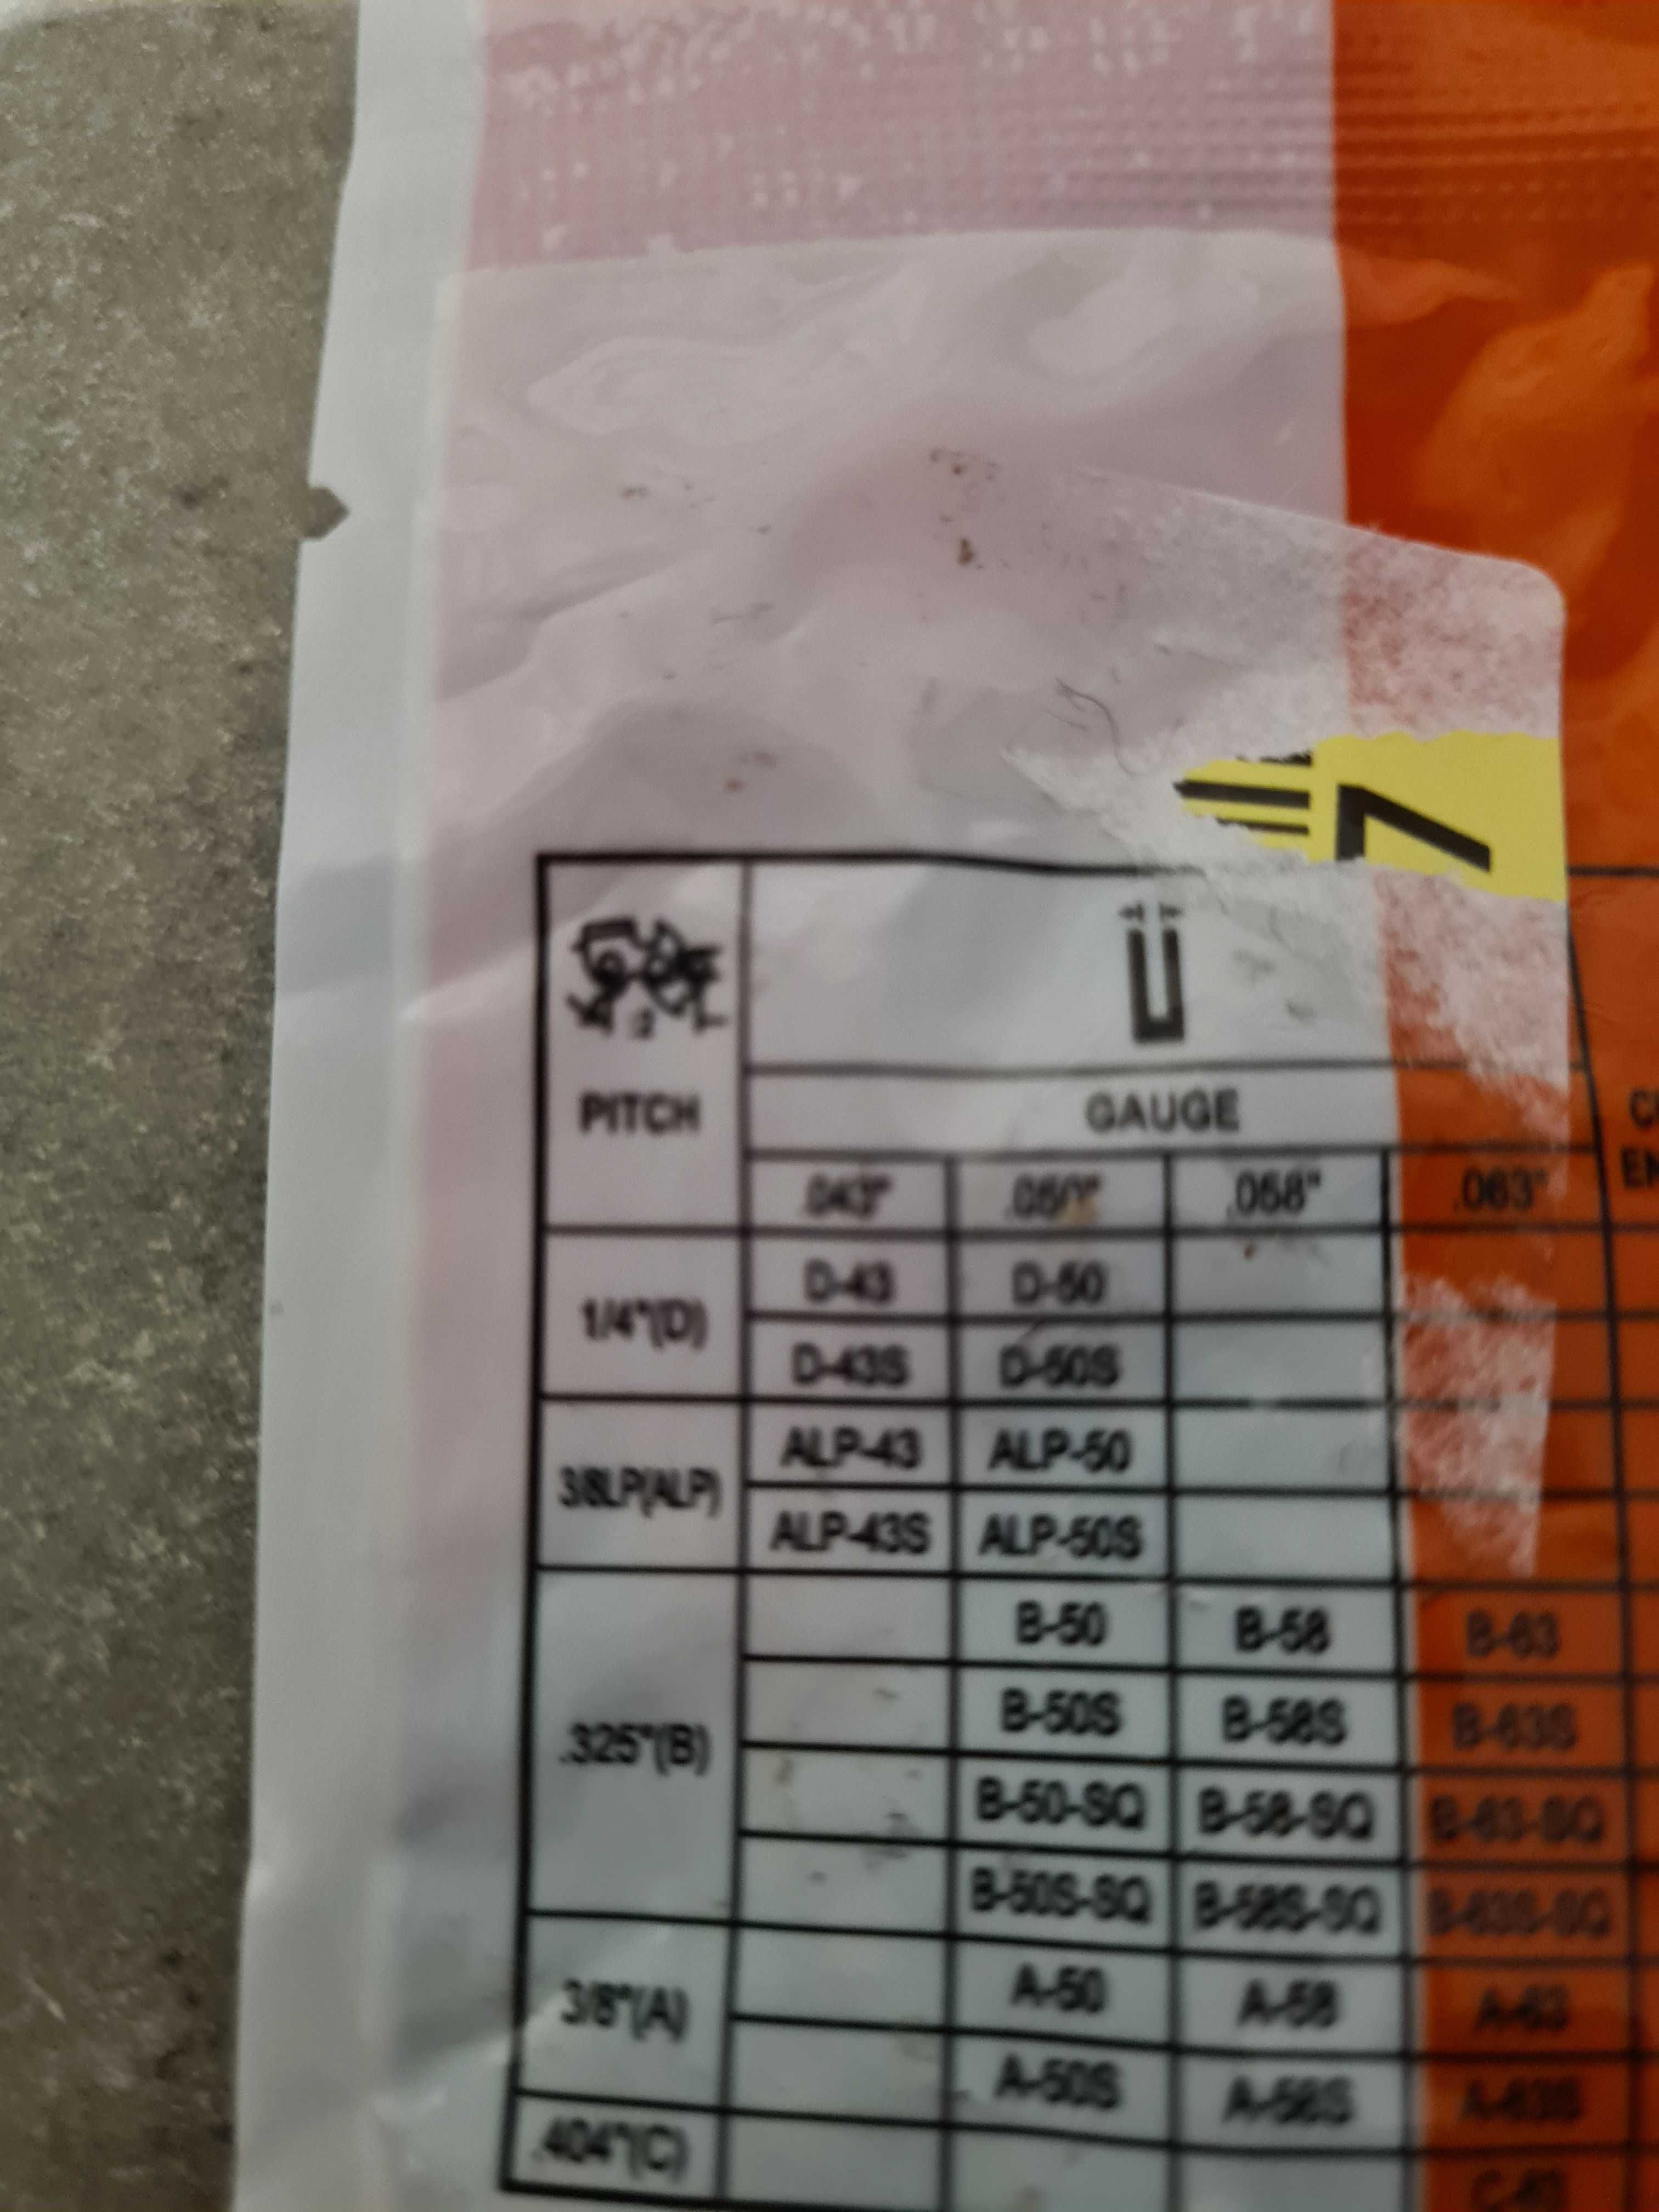 7
GAUGE
PITCH
.043" .050" .058" .063"
D-43 D-50
1/4"(D)
D-43S D-50S
ALP-43 ALP-50
3/8LP(ALP)
ALP-43S ALP-50S
B-50 B-58 B-63
B-50S B-58S B-63S
.325"(B)
B-50-SQ B-58-SQ B-63-SQ
B-50S-SQ B-58S-SQ B-63S-SQ
A-50 A-58 A-63
3/8"(A)
A-50S A-58S A-63S
.404"(C) C-63